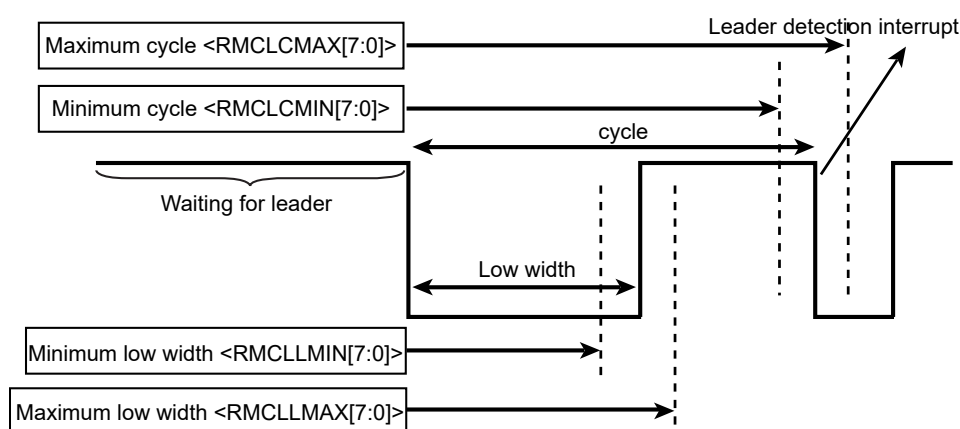 Leader detection interrupt
Maximum cycle <RMCLCMAX[7:0]>
Minimum cycle <RMCLCMIN[7:0]>
cycle
Waiting for leader
Low width
Minimum low width <RMCLLMIN[7:0]>
Maximum low width <RMCLLMAX[7:0]>